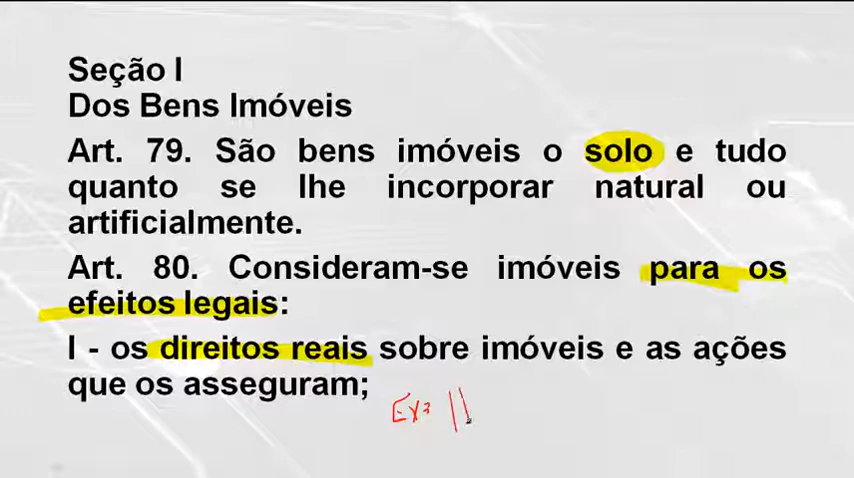 Seção I
Dos Bens Imóveis
Art. 79. São bens imóveis o solo e tudo
quanto se lhe incorporar natural ou
artificialmente.
Art. 80. Consideram-se imóveis para os
efeitos legais:
I - os direitos reais sobre imóveis e as ações
que os asseguram;
Ex: